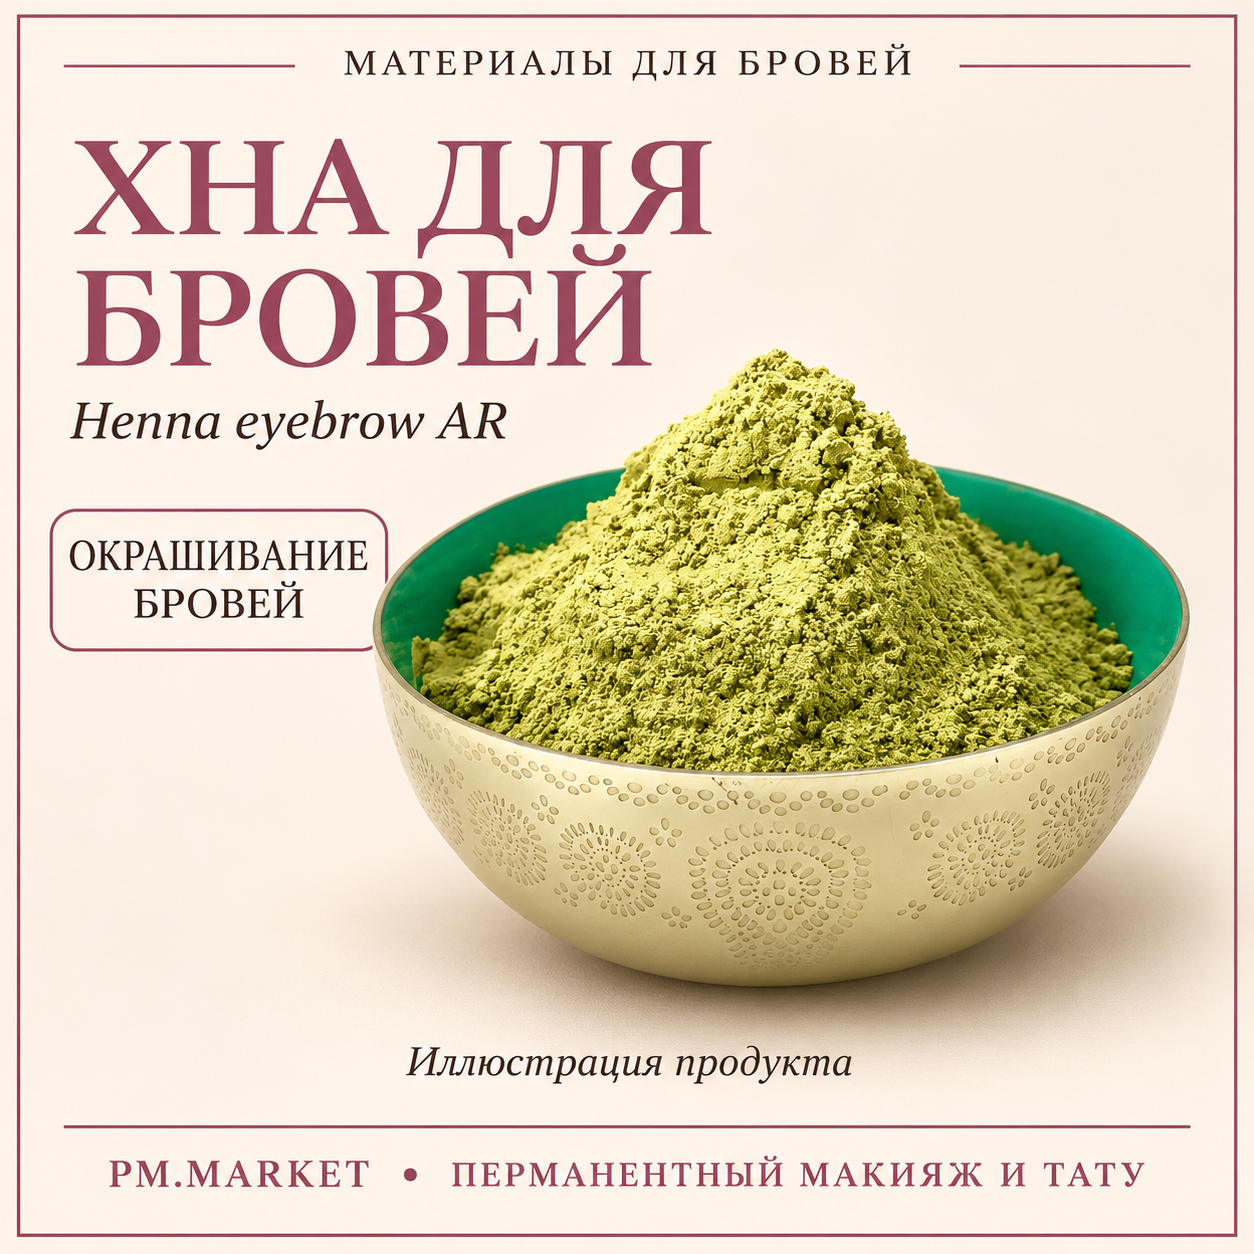 МАТЕРИАЛЫ ДЛЯ БРОВЕЙ
ХНА ДЛЯ
БРОВЕЙ
Henna eyebrow AR
ОКРАШИВАНИЕ
БРОВЕЙ
Иллюстрация продукта
PM.MARKET • ПЕРМАНЕНТНЫЙ МАКИЯЖ И ТАТУ